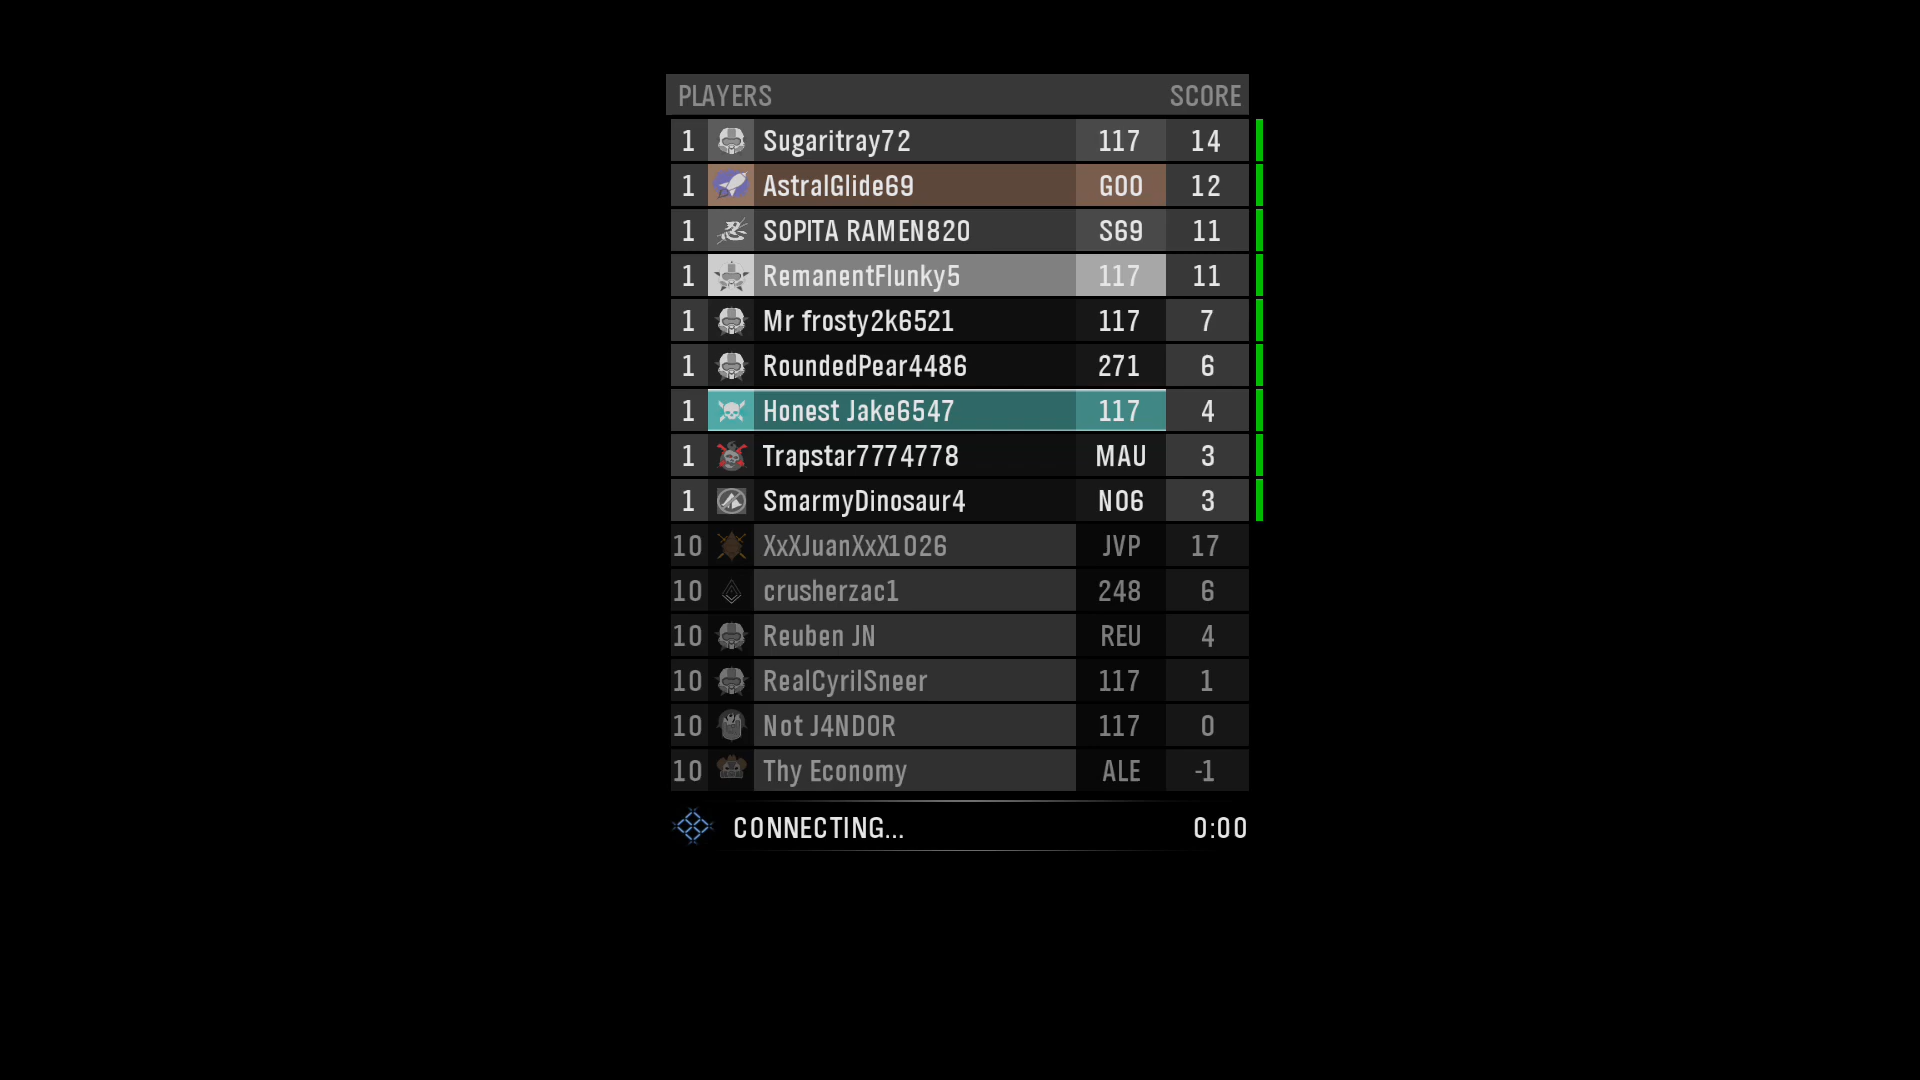 PLAYERS SCORE
1 Sugaritray72 117 14
1 AstralGlide69 GOO 12
1 SOPITA RAMEN820 S69 11
1 RemanentFlunky5 117 11
1 Mr frosty2k6521 117 7
1 RoundedPear4486 271 6
1 Honest Jake6547 117 4
1 Trapstar7774778 MAU 3
1 SmarmyDinosaur4 N06 3
10 XxXJuanXxX1026 JVP 17
10 crusherzac1 248 6
10 Reuben JN REU 4
10 RealCyrilSneer 117 1
10 Not J4NDOR 117 0
10 Thy Economy ALE -1
CONNECTING... 0:00